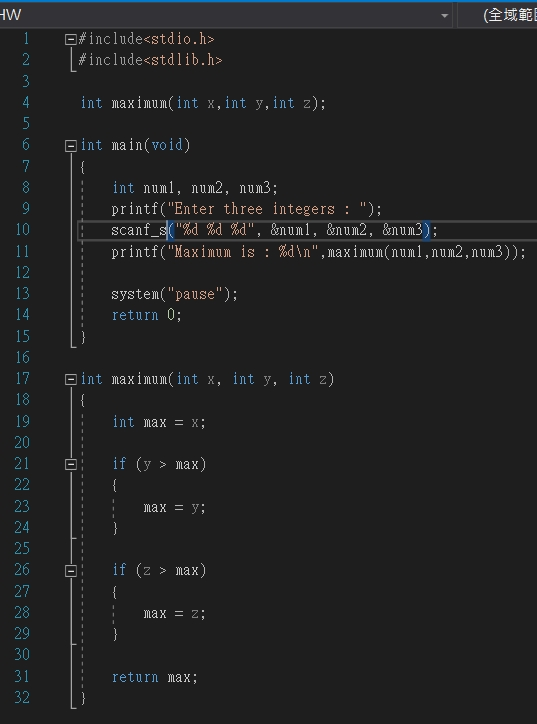 HW (全域範圍
1 #include<stdio.h>
2 #include<stdlib.h>
3
4 int maximum(int x,int y,int z);
5
6 int main(void)
7 {
8 int num1, num2, num3;
9 printf("Enter three integers : ");
10 scanf_s("%d %d %d", &num1, &num2, &num3);
11 printf("Maximum is : %d\n",maximum(num1,num2,num3));
12
13 system("pause");
14 return 0;
15 }
16
17 int maximum(int x, int y, int z)
18 {
19 int max = x;
20
21 if (y > max)
22 {
23 max = y;
24 }
25
26 if (z > max)
27 {
28 max = z;
29 }
30
31 return max;
32 }